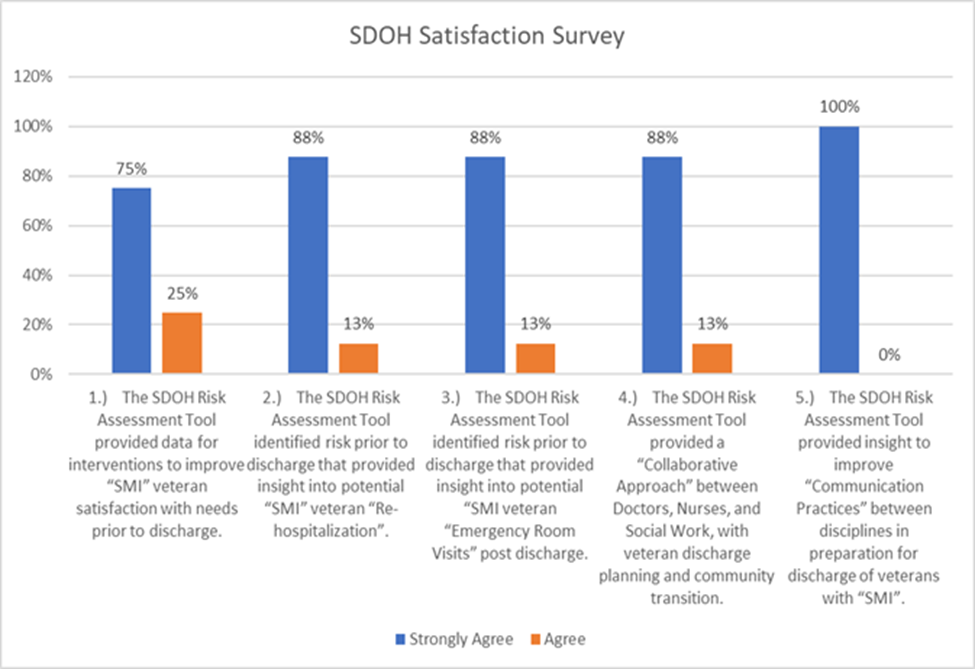 SDOH Satisfaction Survey
120%
100%
80%
60%
40%
20%
0%
75%
25%
88%
13%
88%
13%
88%
13%
100%
0%
1.) The SDOH Risk
Assessment Tool
provided data for
interventions to improve
“SMI” veteran
satisfaction with needs
prior to discharge.
2.) The SDOH Risk
Assessment Tool
identified risk prior to
discharge that provided
insight into potential
“SMI” veteran “Re-
hospitalization”.
3.) The SDOH Risk
Assessment Tool
identified risk prior to
discharge that provided
insight into potential
“SMI veteran
“Emergency Room
Visits” post discharge.
4.) The SDOH Risk
Assessment Tool
provided a
“Collaborative
Approach” between
Doctors, Nurses, and
Social Work, with
veteran discharge
planning and community
transition.
5.) The SDOH Risk
Assessment Tool
provided insight to
improve
“Communication
Practices” between
disciplines in
preparation for
discharge of veterans
with “SMI”.
Strongly Agree
Agree